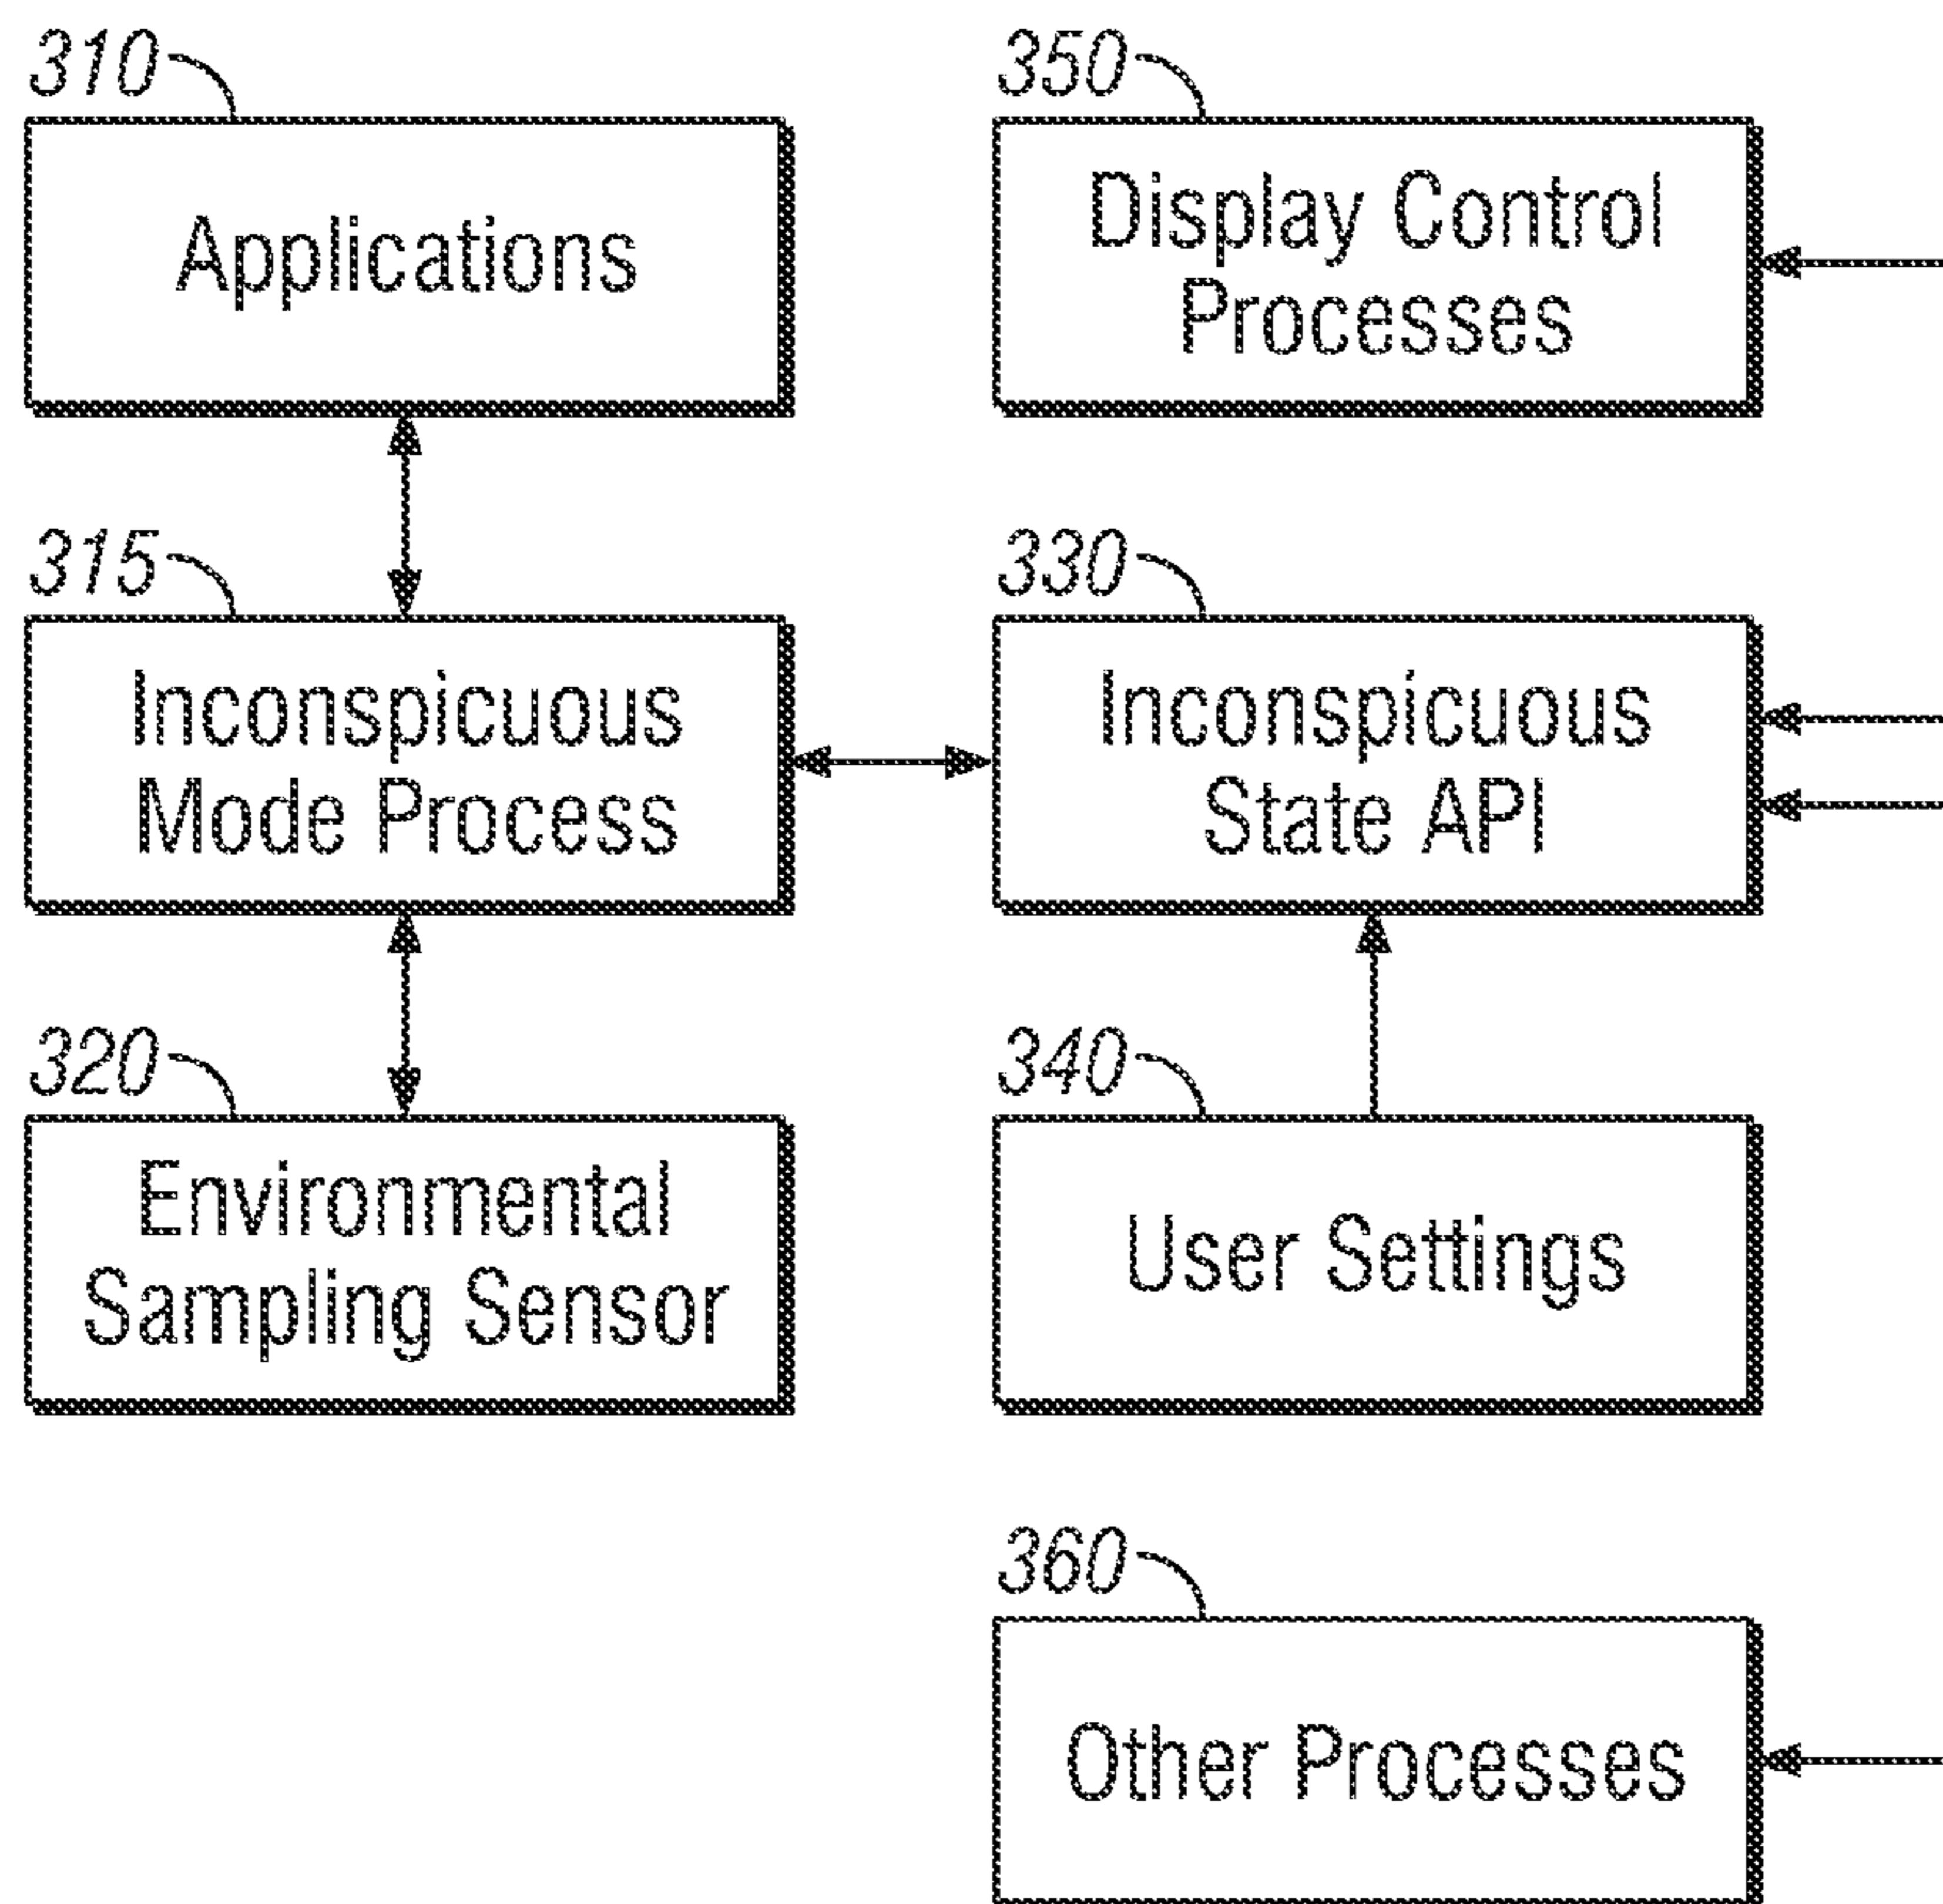 310
Applications
350
Display Control
Processes
315
Inconspicuous
Mode Process
330
Inconspicuous
State API
320
Environmental
Sampling Sensor
340
User Settings
360
Other Processes